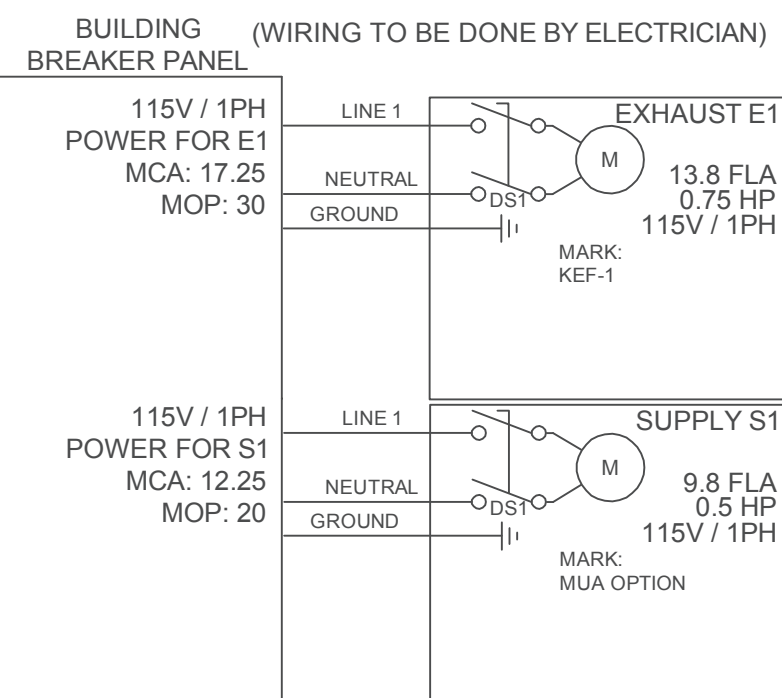 BUILDING
BREAKER PANEL
(WIRING TO BE DONE BY ELECTRICIAN)
115V / 1PH
POWER FOR E1
MCA: 17.25
MOP: 30
LINE 1
NEUTRAL
GROUND
DS1
M
EXHAUST E1
13.8 FLA
0.75 HP
115V / 1PH
MARK:
KEF-1
115V / 1PH
POWER FOR S1
MCA: 12.25
MOP: 20
LINE 1
NEUTRAL
GROUND
DS1
M
SUPPLY S1
9.8 FLA
0.5 HP
115V / 1PH
MARK:
MUA OPTION